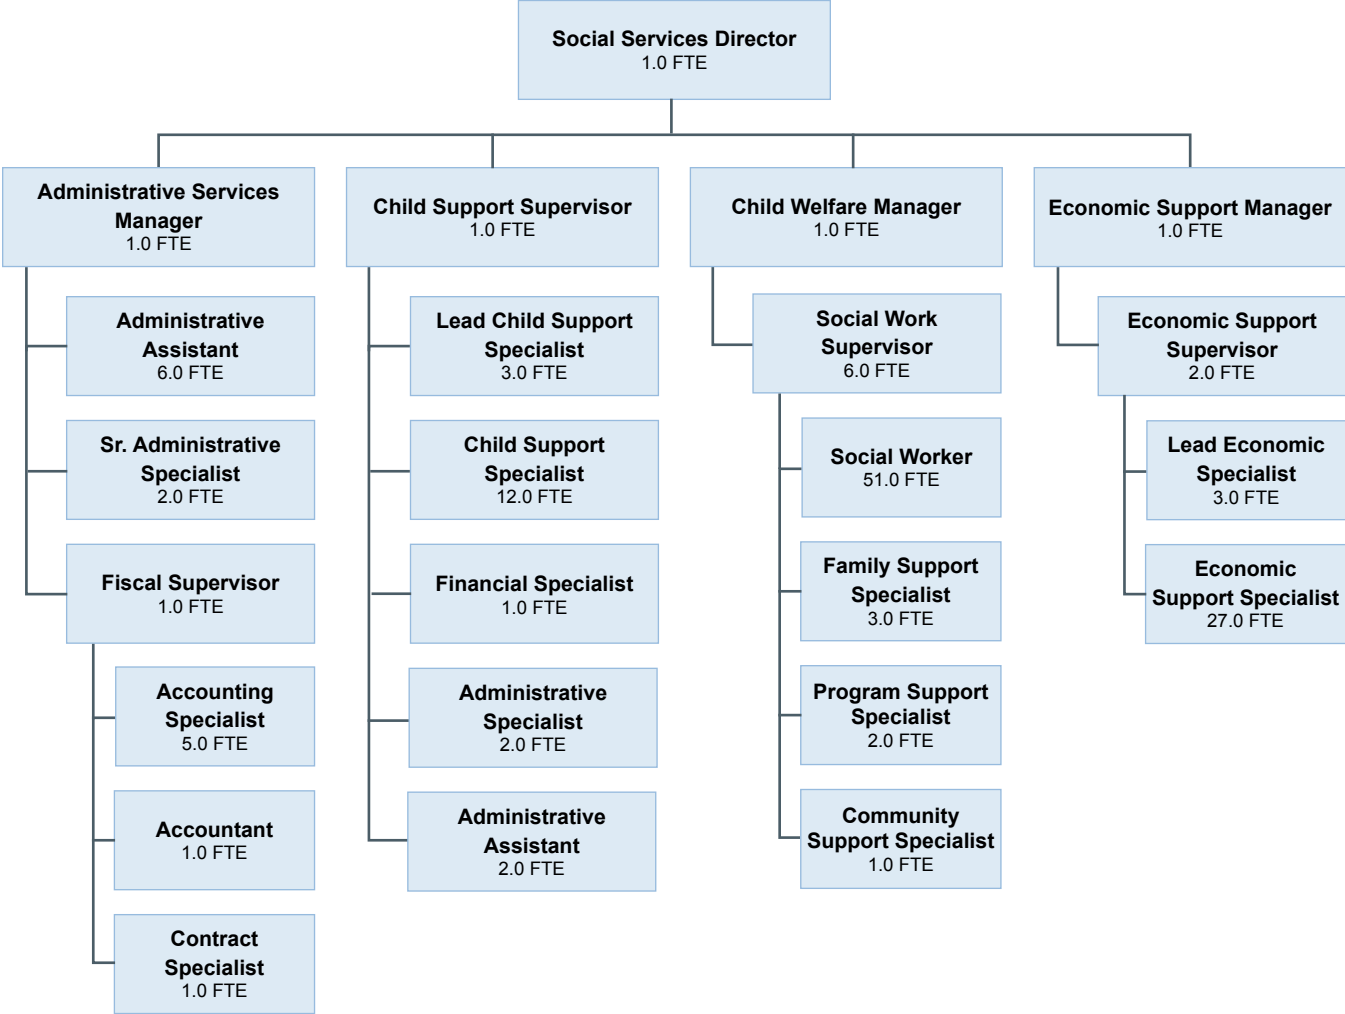 Social Services Director
1.0 FTE
Administrative Services
Manager
1.0 FTE
Administrative
Assistant
6.0 FTE
Sr. Administrative
Specialist
2.0 FTE
Fiscal Supervisor
1.0 FTE
Accounting
Specialist
5.0 FTE
Accountant
1.0 FTE
Contract
Specialist
1.0 FTE
Child Support Supervisor
1.0 FTE
Lead Child Support
Specialist
3.0 FTE
Child Support
Specialist
12.0 FTE
Financial Specialist
1.0 FTE
Administrative
Specialist
2.0 FTE
Administrative
Assistant
2.0 FTE
Child Welfare Manager
1.0 FTE
Social Work
Supervisor
6.0 FTE
Social Worker
51.0 FTE
Family Support
Specialist
3.0 FTE
Program Support
Specialist
2.0 FTE
Community
Support Specialist
1.0 FTE
Economic Support Manager
1.0 FTE
Economic Support
Supervisor
2.0 FTE
Lead Economic
Specialist
3.0 FTE
Economic
Support Specialist
27.0 FTE